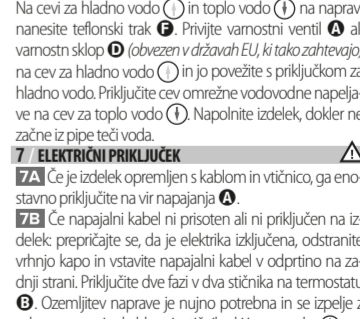 Na cevi za hladno vodo in toplo vodo na naprav
nanesite teflonski trak F. Privijte varnostni ventil A al
varnostn sklop D (obvezen v državah EU, ki tako zahtevajo)
na cev za hladno vodo in jo povežite s priključkom za
hladno vodo. Priključite cev omrežne vodovodne napelja-
ve na cev za toplo vodo. Napolnite izdelek, dokler ne
začne iz pipe teči voda.
7 / ELEKTRIČNI PRIKLJUČEK
7A Če je izdelek opremljen s kablom in vtičnico, ga eno-
stavno priključite na vir napajanja A.
7B Če napajalni kabel ni prisoten ali ni priključen na iz-
delek: prepričajte se, da je elektrika izključena, odstranite
vrhnjo kapo in vstavite napajalni kabel v odprtino na za-
dnji strani. Priključite dve fazi v dva stičnika na termostatu
B. Ozemljitev naprave je nujno potrebna in se izpelje z